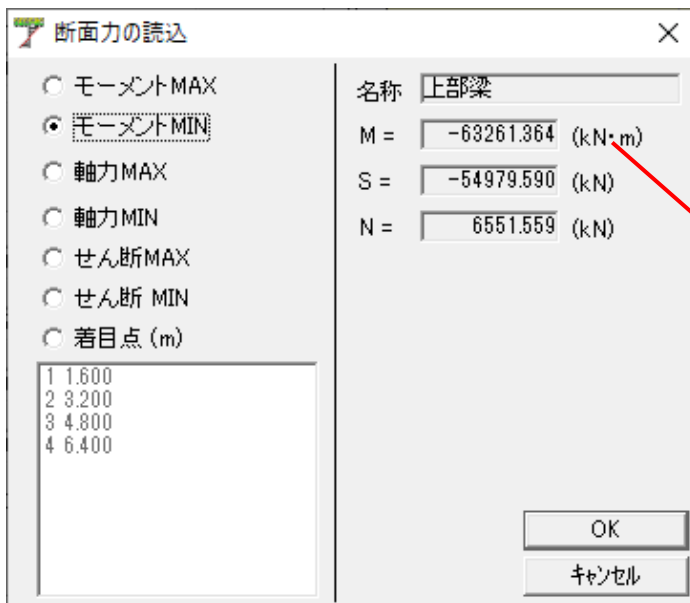 断面力の読込
モーメントMAX
モーメントMIN
軸力MAX
軸力MIN
せん断MAX
せん断 MIN
着目点 (m)
1 1.600
2 3.200
3 4.800
4 6.400
名称 上部梁
M = -63261.364 (kN・m)
S = -54979.590 (kN)
N = 6551.559 (kN)
OK
キャンセル